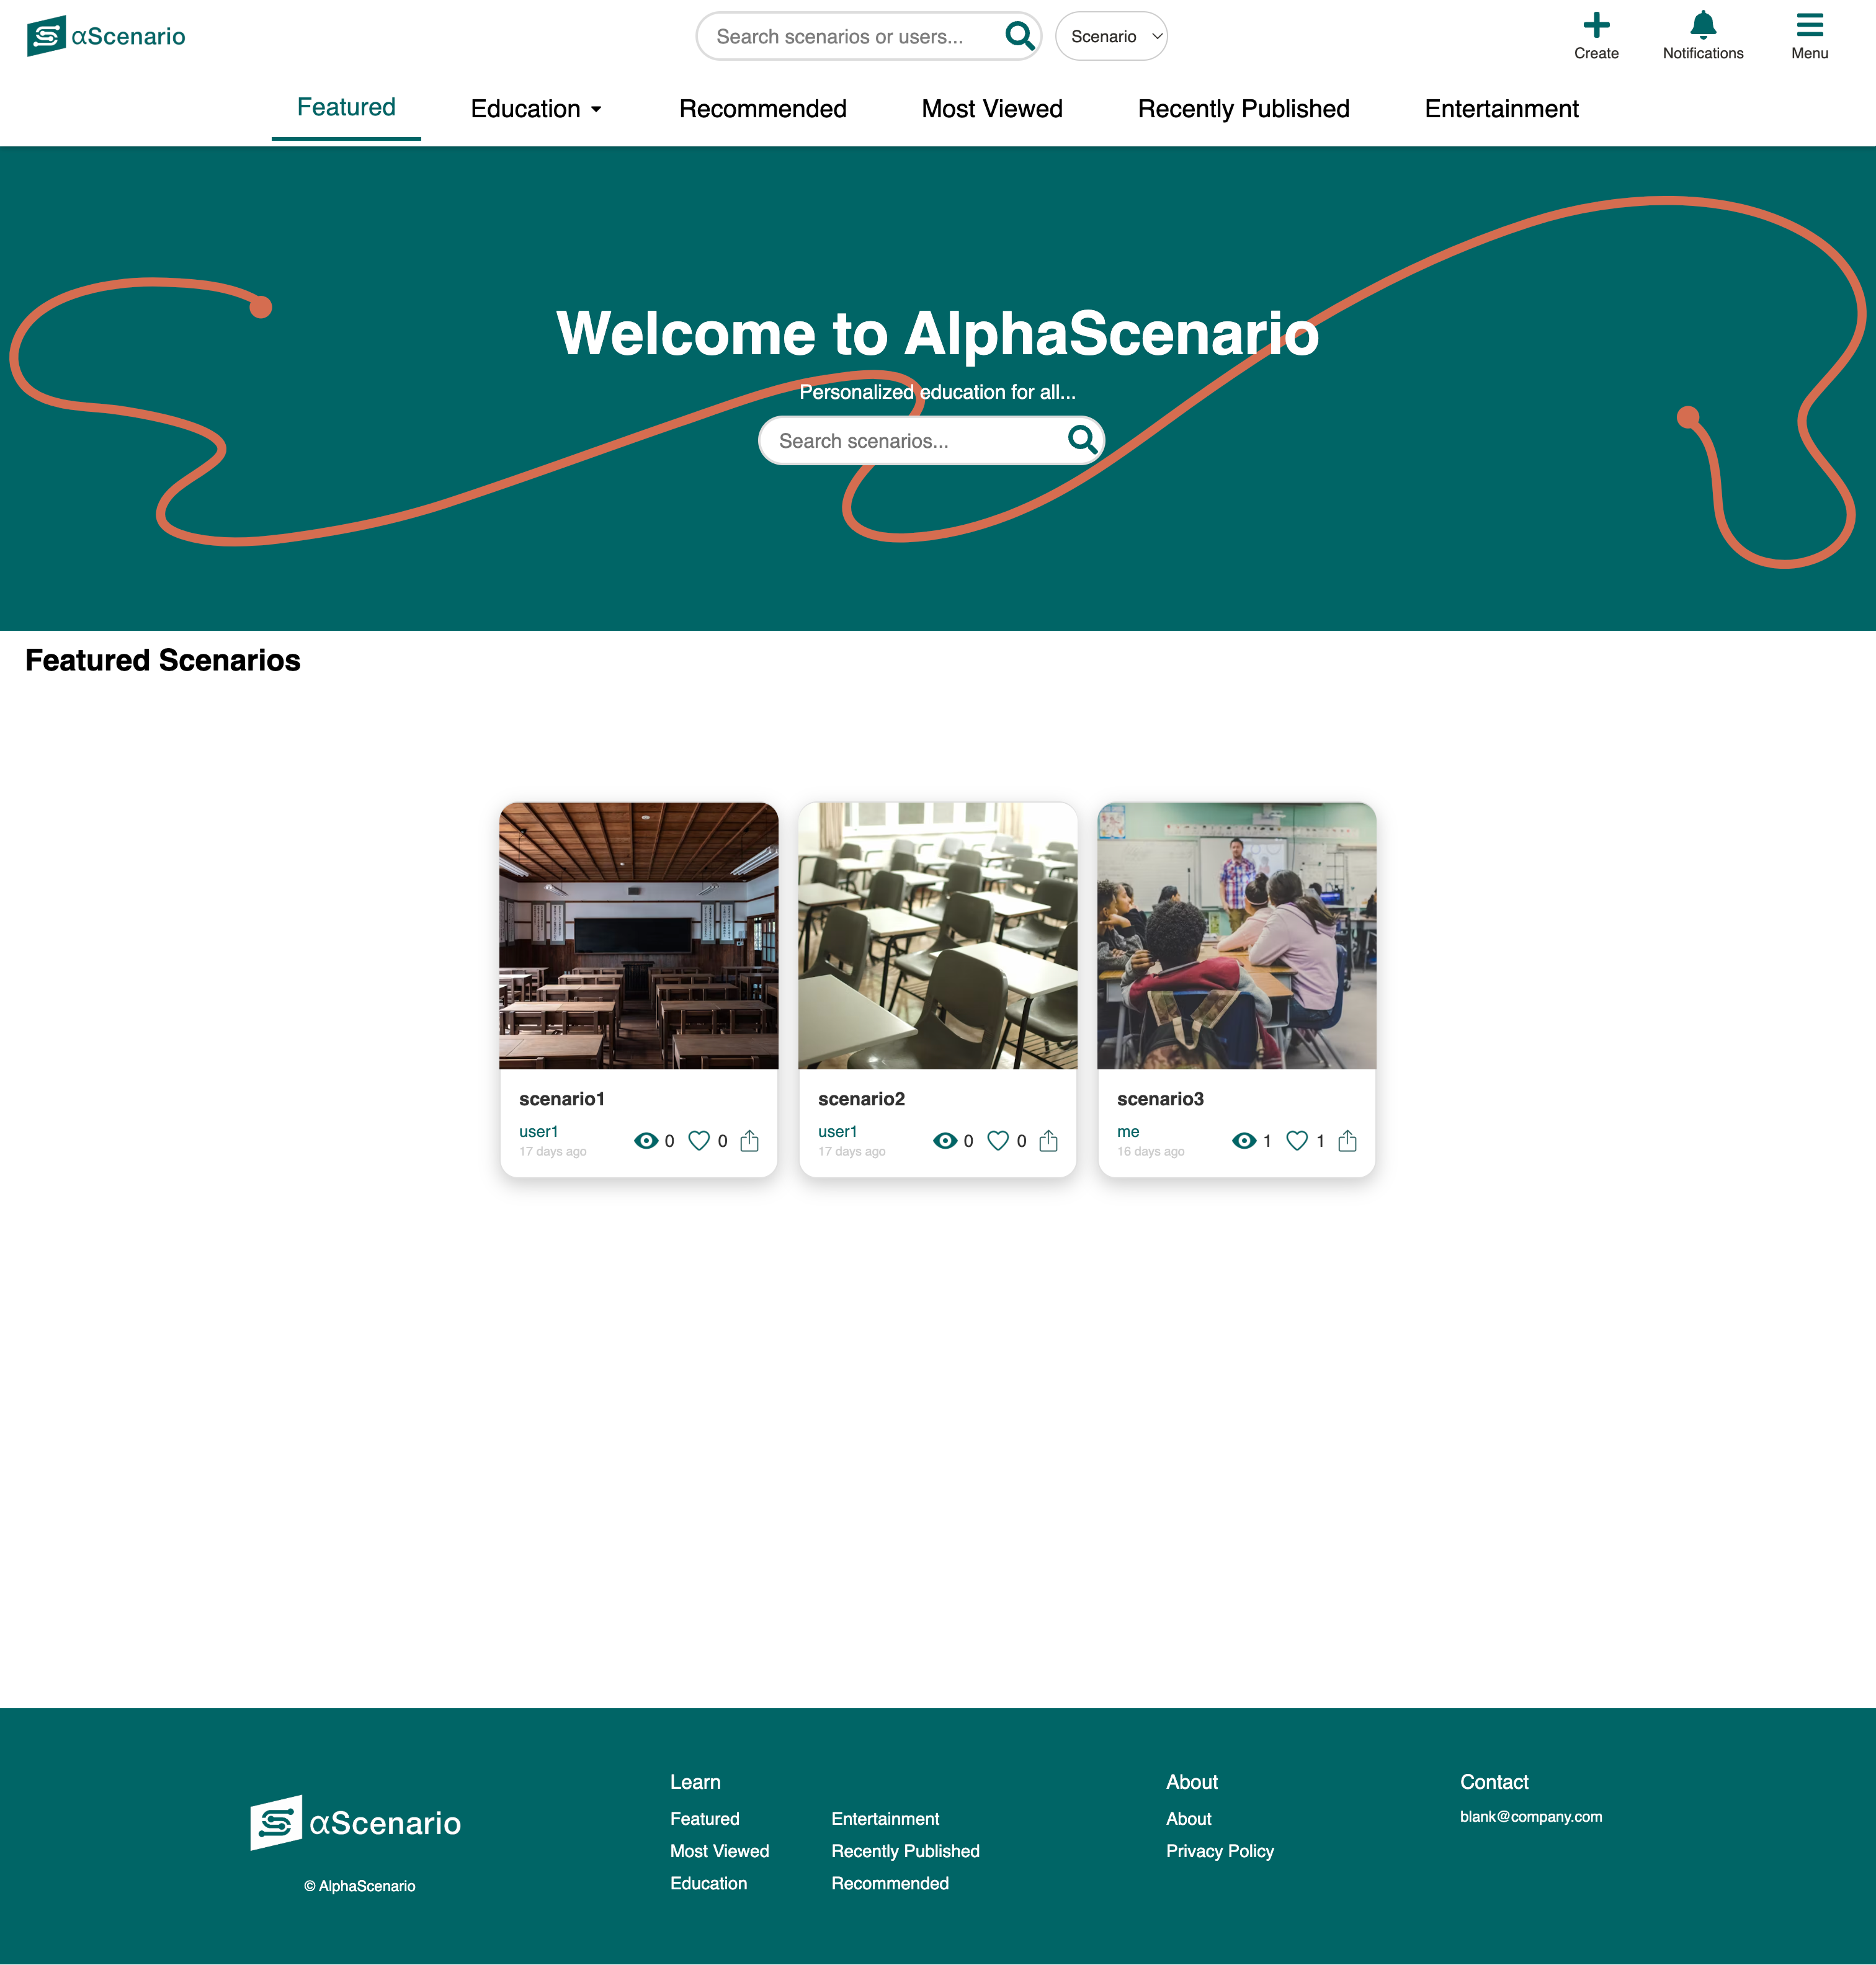 αScenario
Search scenarios or users...
Scenario
Create
Notifications
Menu
Featured
Education
Recommended
Most Viewed
Recently Published
Entertainment
Welcome to AlphaScenario
Personalized education for all...
Search scenarios...
Featured Scenarios
scenario1
user1
17 days ago
0
0
scenario2
user1
17 days ago
0
0
scenario3
me
16 days ago
1
1
αScenario
© AlphaScenario
Learn
Featured
Most Viewed
Education
Entertainment
Recently Published
Recommended
About
About
Privacy Policy
Contact
blank@company.com